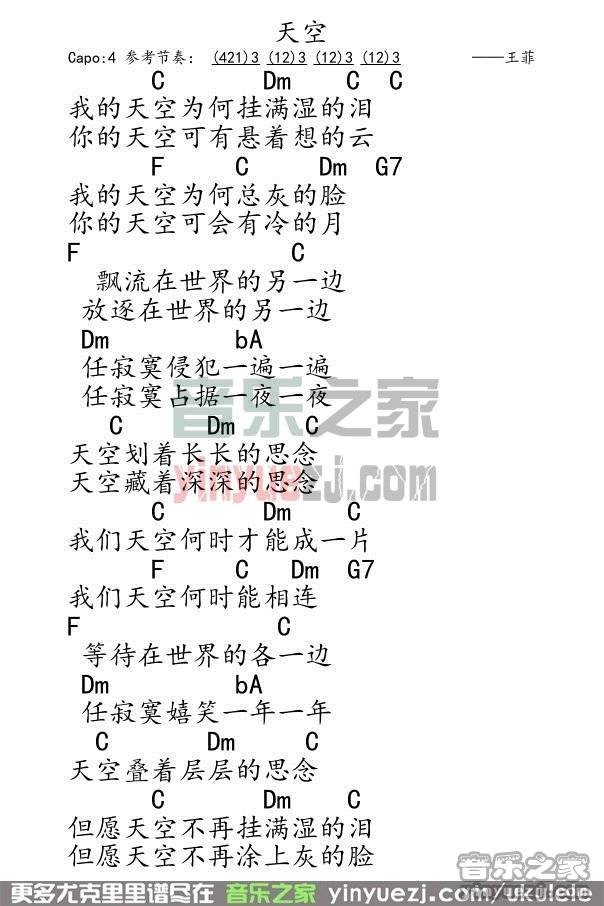 天空
Capo:4 参考节奏： (421)3 (12)3 (12)3 (12)3 ——王菲
C Dm C C
我的天空为何挂满湿的泪
你的天空可有悬着想的云
F C Dm G7
我的天空为何总灰的脸
你的天空可会有冷的月
F C
飘流在世界的另一边
放逐在世界的另一边
Dm bA
任寂寞侵犯一遍一遍
任寂寞占据一夜一夜
C Dm C
天空划着长长的思念
天空藏着深深的思念
音乐之家
yinyuezj.com
C Dm C
我们天空何时才能成一片
F C Dm G7
我们天空何时能相连
F C
等待在世界的各一边
Dm bA
任寂寞嬉笑一年一年
C Dm C
天空叠着层层的思念
C Dm C
但愿天空不再挂满湿的泪
但愿天空不再涂上灰的脸
音乐之家
更多尤克里里谱尽在 音乐之家 yinyuezj.com-ukulele